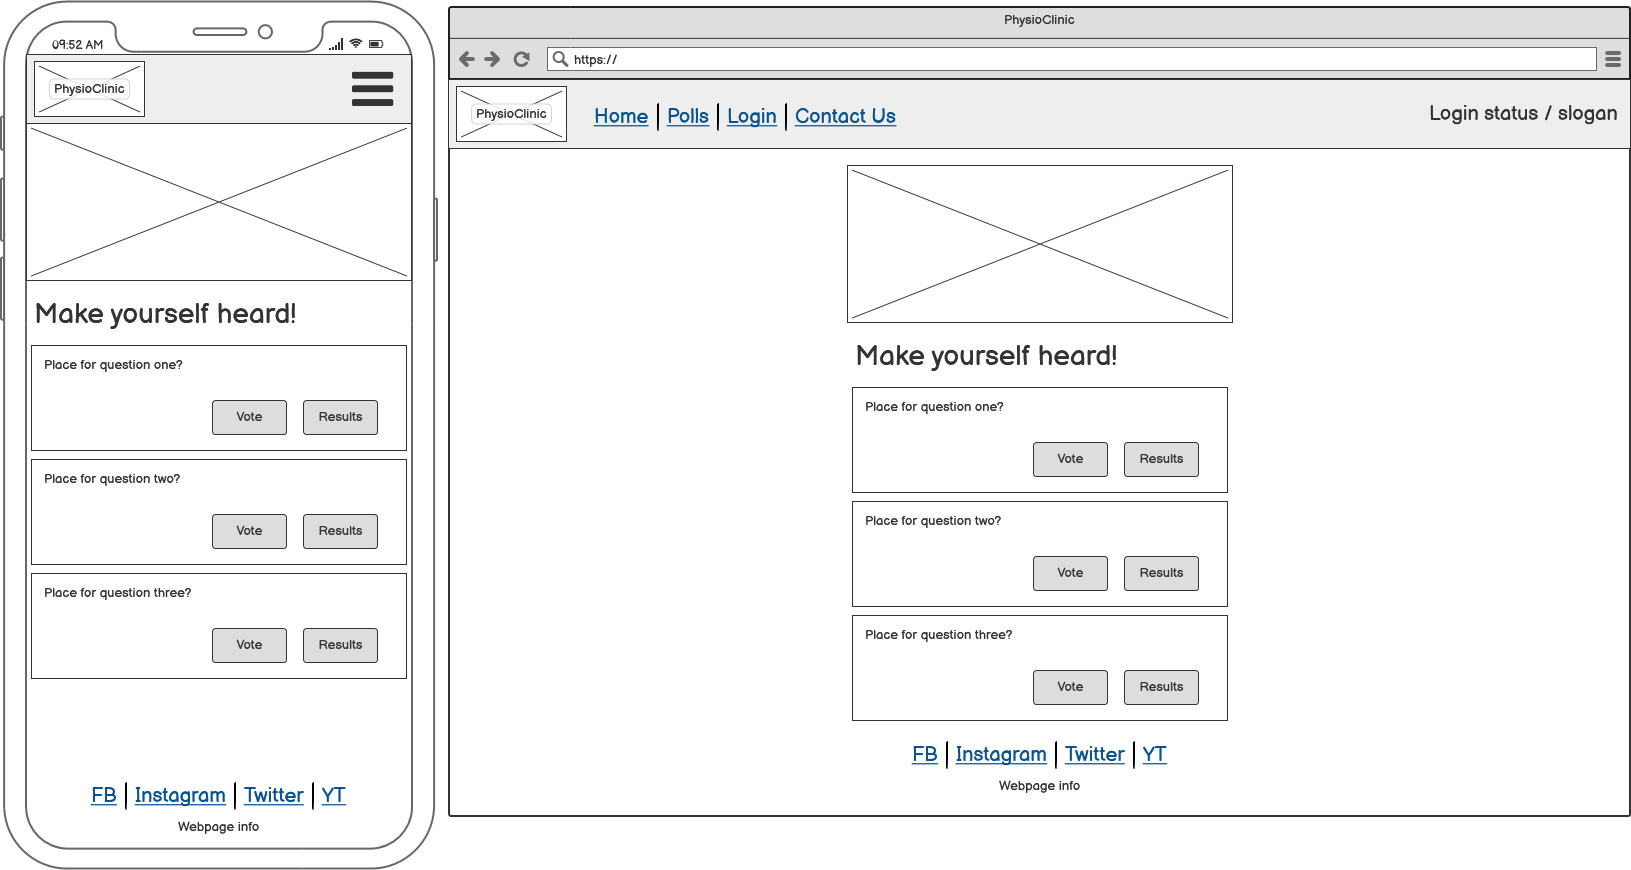 09:52 AM
PhysioClinic
Make yourself heard!
Place for question one?
Vote Results
Place for question two?
Vote Results
Place for question three?
Vote Results
FB Instagram Twitter YT
Webpage info
PhysioClinic
https://
PhysioClinic Home Polls Login Contact Us Login status / slogan
Make yourself heard!
Place for question one?
Vote Results
Place for question two?
Vote Results
Place for question three?
Vote Results
FB Instagram Twitter YT
Webpage info